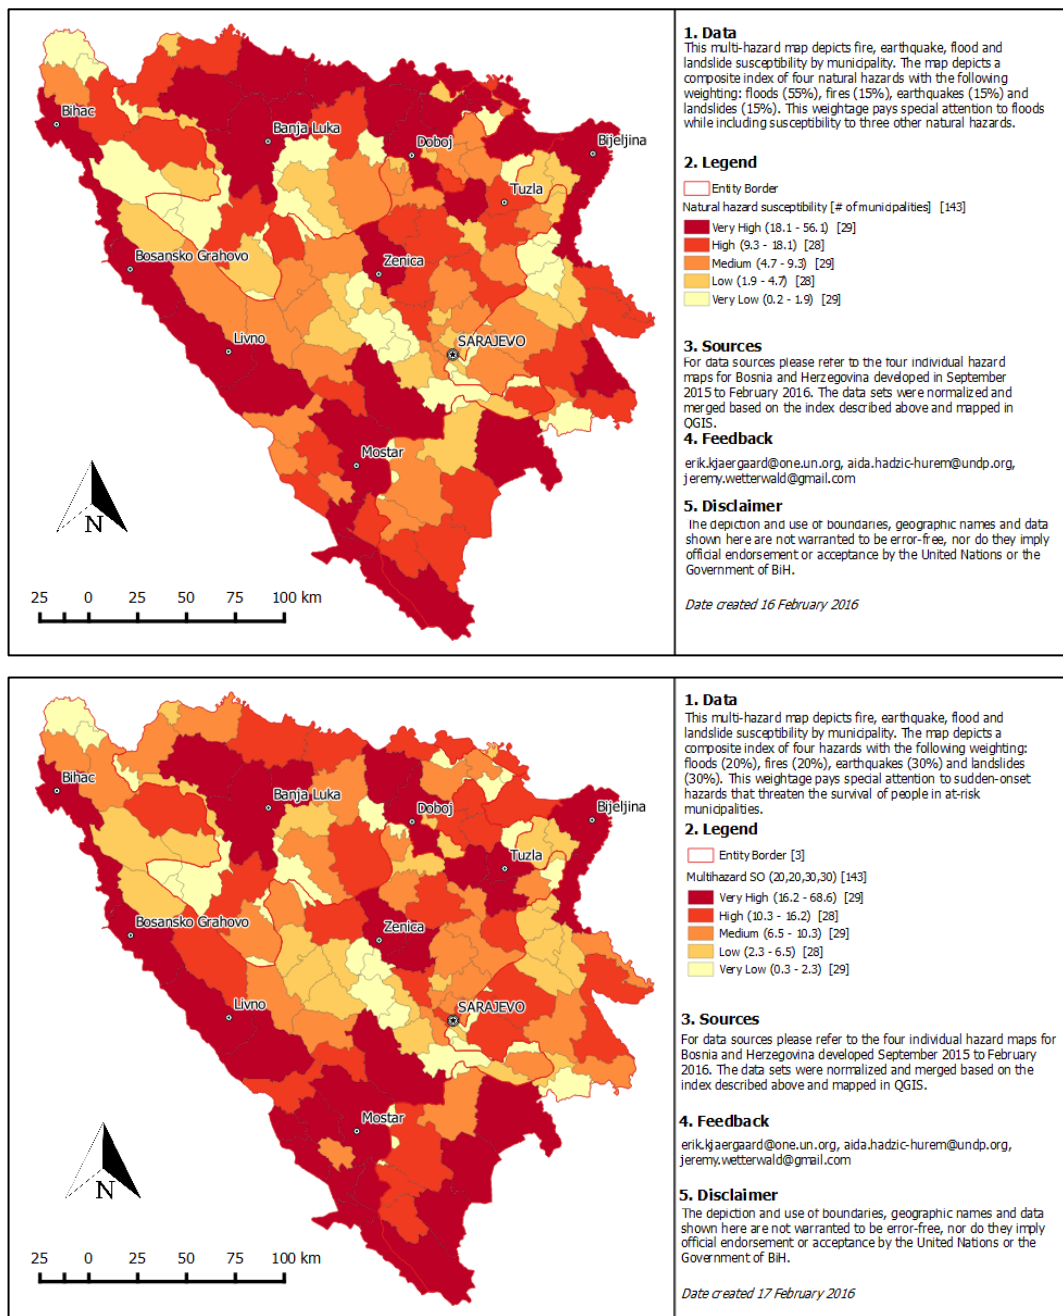 Bihac
Banja Luka
Doboj
Bijeljina
Tuzla
Bosansko Grahovo
Zenica
Livno
SARAJEVO
Mostar
N
25 0 25 50 75 100 km
1. Data
This multi-hazard map depicts fire, earthquake, flood and
landslide susceptibility by municipality. The map depicts a
composite index of four natural hazards with the following
weighting: floods (55%), fires (15%), earthquakes (15%) and
landslides (15%). This weightage pays special attention to floods
while including susceptibility to three other natural hazards.
2. Legend
Entity Border
Natural hazard susceptibility [# of municipalities] [143]
Very High (18.1 - 56.1) [29]
High (9.3 - 18.1) [28]
Medium (4.7 - 9.3) [29]
Low (1.9 - 4.7) [28]
Very Low (0.2 - 1.9) [29]
3. Sources
For data sources please refer to the four individual hazard
maps for Bosnia and Herzegovina developed in September
2015 to February 2016. The data sets were normalized and
merged based on the index described above and mapped in
QGIS.
4. Feedback
erik.kjaergaard@one.un.org, aida.hadzic-hurem@undp.org,
jeremy.wetterwald@gmail.com
5. Disclaimer
The depiction and use of boundaries, geographic names and data
shown here are not warranted to be error-free, nor do they imply
official endorsement or acceptance by the United Nations or the
Government of BiH.
Date created 16 February 2016
Bihac
Banja Luka
Doboj
Bijeljina
Tuzla
Bosansko Grahovo
Zenica
Livno
SARAJEVO
Mostar
N
25 0 25 50 75 100 km
1. Data
This multi-hazard map depicts fire, earthquake, flood and
landslide susceptibility by municipality. The map depicts a
composite index of four hazards with the following weighting:
floods (20%), fires (20%), earthquakes (30%) and landslides
(30%). This weightage pays special attention to sudden-onset
hazards that threaten the survival of people in at-risk
municipalities.
2. Legend
Entity Border [3]
Multihazard SO (20,20,30,30) [143]
Very High (16.2 - 68.6) [29]
High (10.3 - 16.2) [28]
Medium (6.5 - 10.3) [29]
Low (2.3 - 6.5) [28]
Very Low (0.3 - 2.3) [29]
3. Sources
For data sources please refer to the four individual hazard maps for
Bosnia and Herzegovina developed September 2015 to February
2016. The data sets were normalized and merged based on the
index described above and mapped in QGIS.
4. Feedback
erik.kjaergaard@one.un.org, aida.hadzic-hurem@undp.org,
jeremy.wetterwald@gmail.com
5. Disclaimer
The depiction and use of boundaries, geographic names and data
shown here are not warranted to be error-free, nor do they imply
official endorsement or acceptance by the United Nations or the
Government of BiH.
Date created 17 February 2016